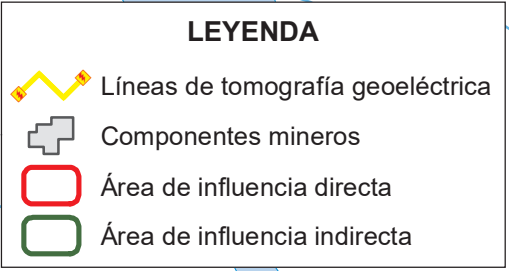 LEYENDA
Líneas de tomografía geoeléctrica
Componentes mineros
Área de influencia directa
Área de influencia indirecta